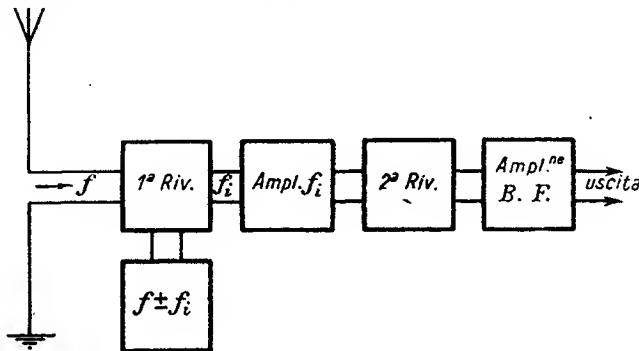 f
1ª Riv.
fi
Ampl. fi
2ª Riv.
Ampl.ne
B. F.
uscita
f±fi